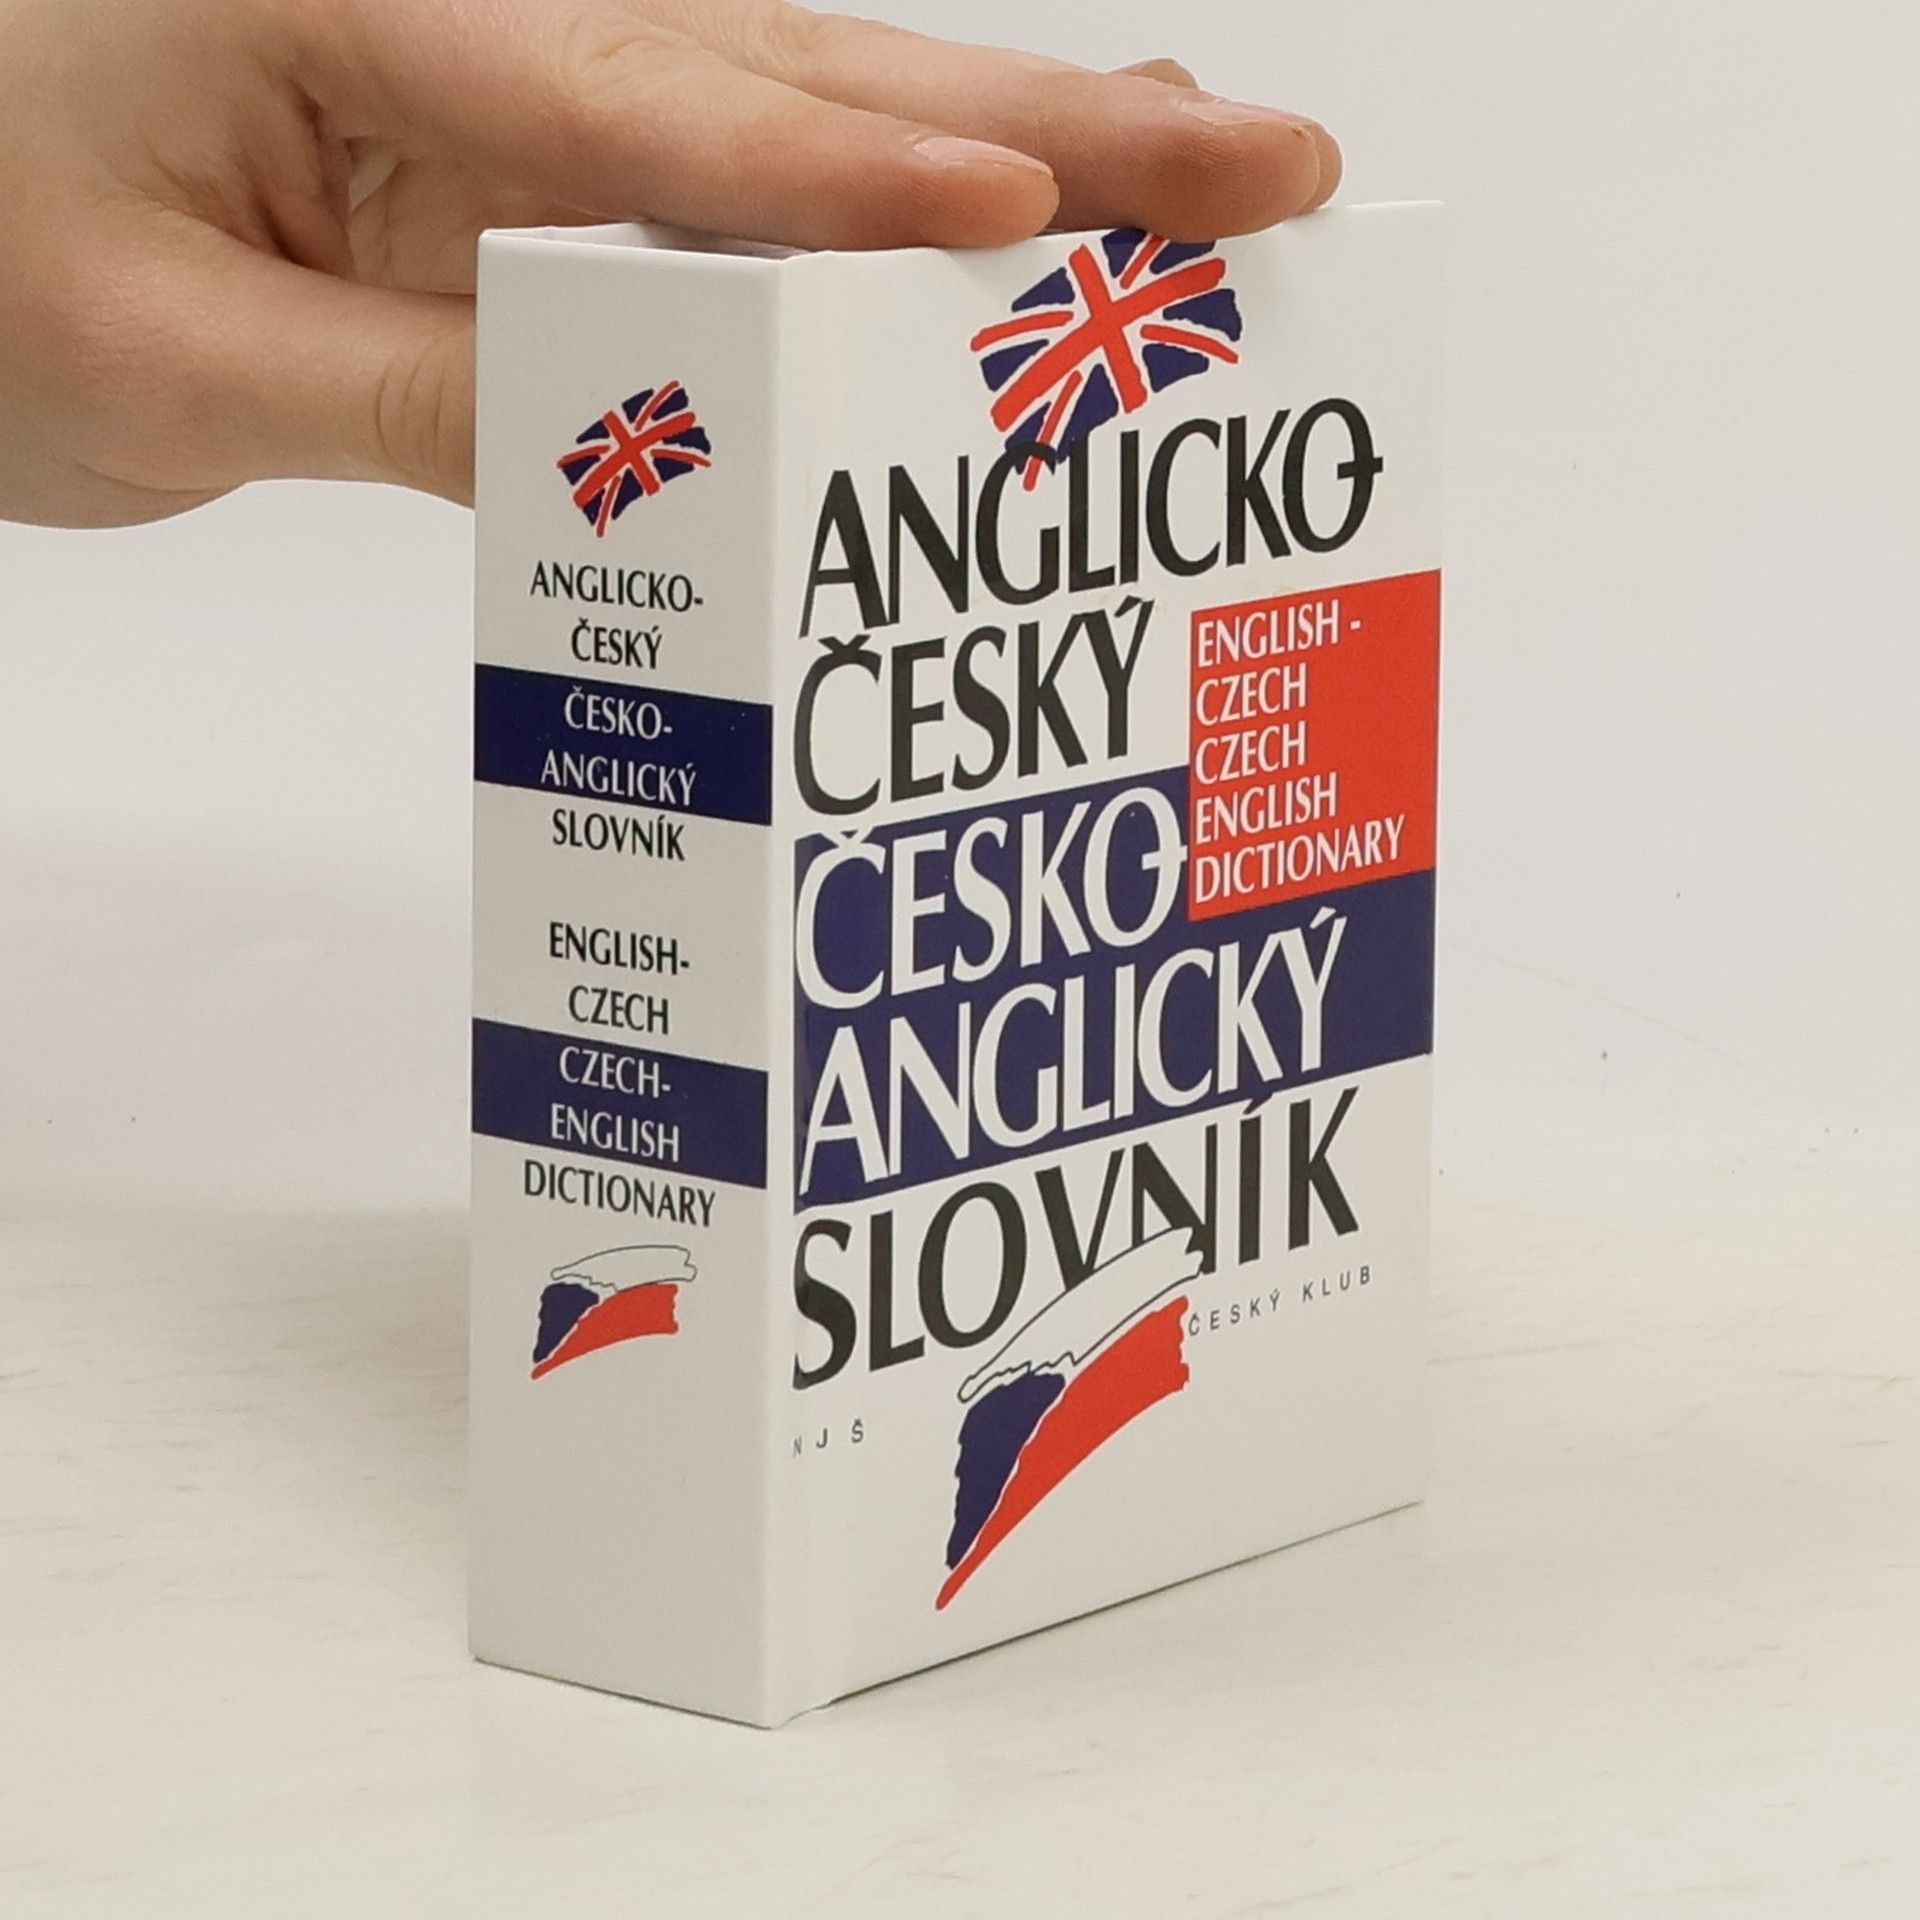 ANGLICKO-
ČESKÝ
ČESKO-
ANGLICKÝ
SLOVNÍK
ENGLISH-
CZECH
CZECH-
ENGLISH
DICTIONARY
ANGLICKO-
ČESKÝ
ENGLISH -
CZECH
CZECH
ENGLISH
DICTIONARY
ČESKO-
ANGLICKÝ
SLOVNÍK
NJŠ
ČESKÝ KLUB